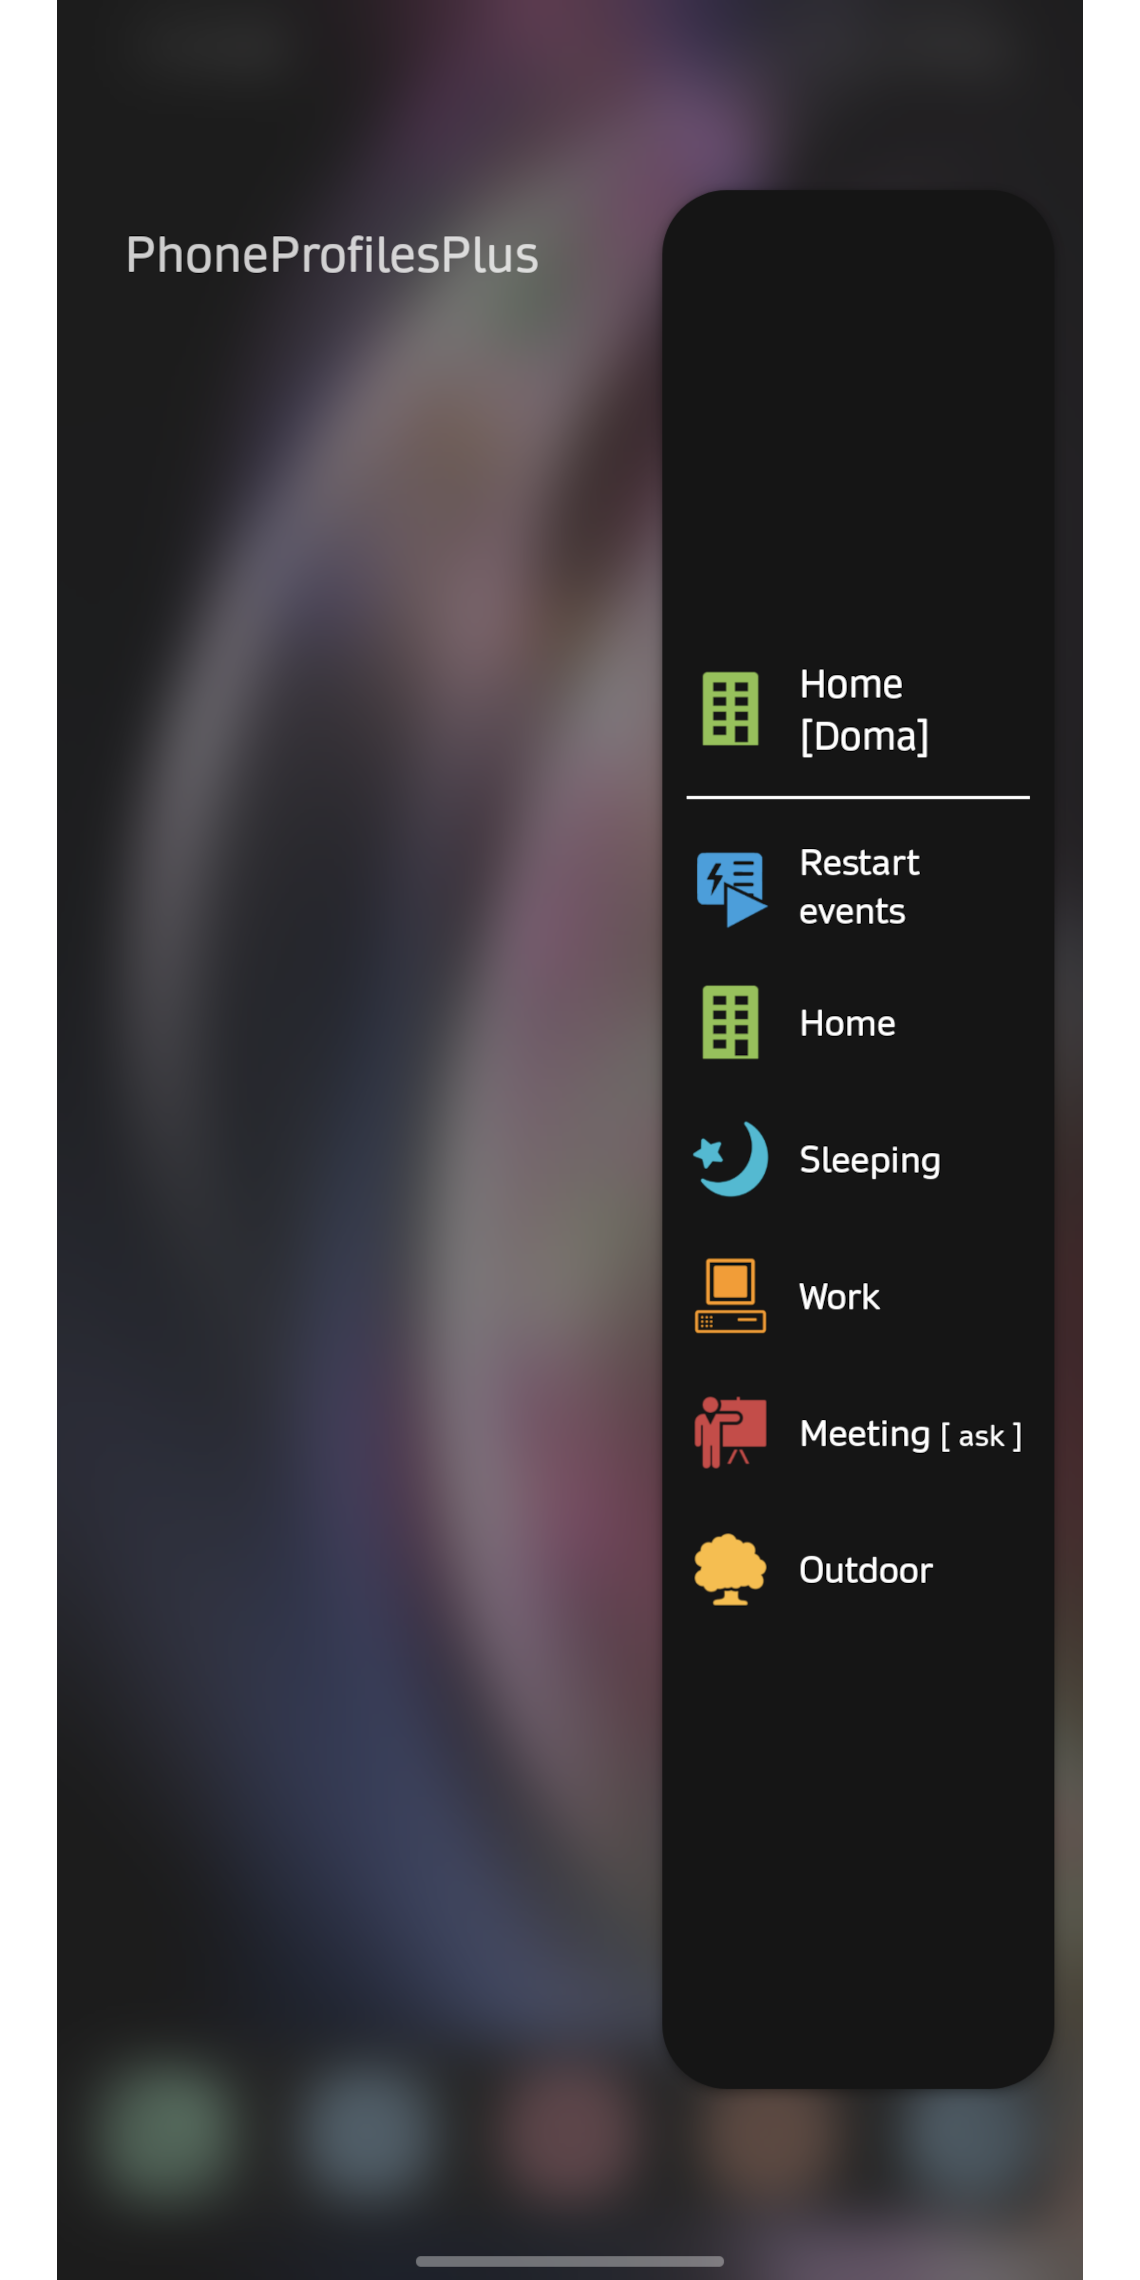 PhoneProfilesPlus
Home
[Doma]
Restart
events
Home
Sleeping
Work
Meeting [ ask ]
Outdoor